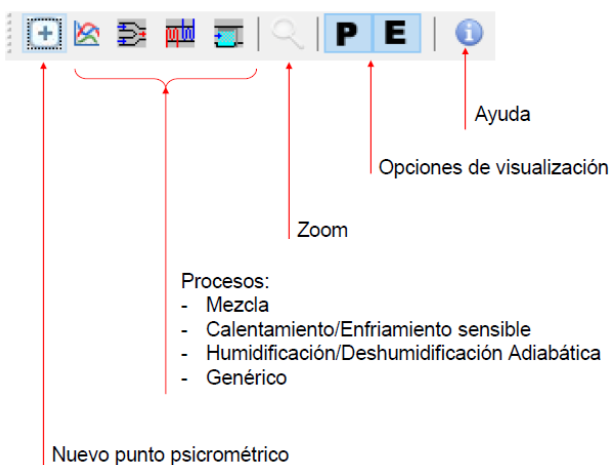 P E
Ayuda
Opciones de visualización
Zoom
Procesos:
- Mezcla
- Calentamiento/Enfriamiento sensible
- Humidificación/Deshumidificación Adiabática
- Genérico
Nuevo punto psicrométrico